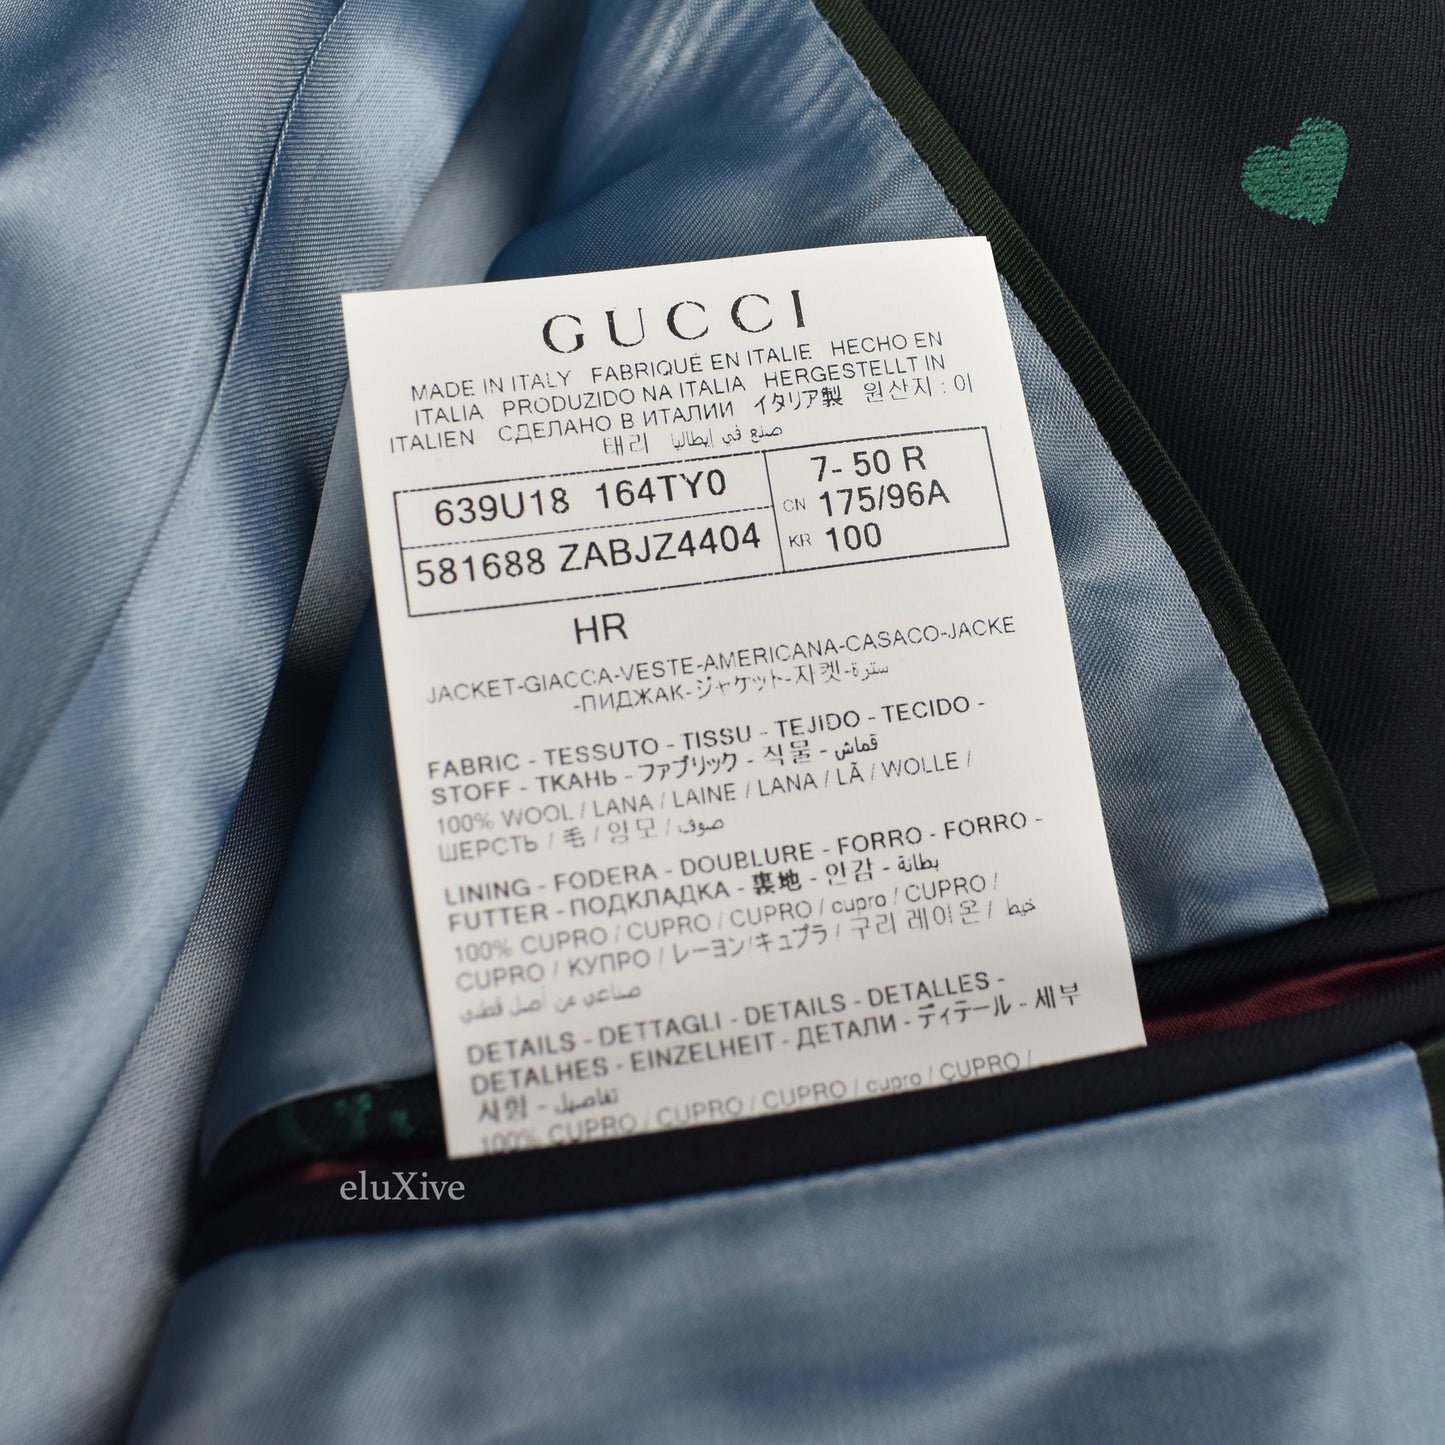 GUCCI
MADE IN ITALY FABRIQUÉ EN ITALIE HECHO EN
ITALIA PRODUZIDO NA ITALIA HERGESTELLT IN
ITALIEN СДЕЛАНО В ИТАЛИИ イタリア製 원산지 : 이
태리 صنع في إيطاليا
639U18 164TY0
581688 ZABJZ4404
7- 50 R
CN 175/96A
KR 100
HR
JACKET-GIACCA-VESTE-AMERICANA-CASACO-JACKE
-ПИДЖАК-ジャケット-자켓-سترة
FABRIC - TESSUTO - TISSU - TEJIDO - TECIDO -
STOFF - ТКАНЬ - ファブリック - 직물 - قماش
100% WOOL / LANA / LAINE / LANA / LÃ / WOLLE /
ШЕРСТЬ / 毛 / 양모 / صوف
LINING - FODERA - DOUBLURE - FORRO - FORRO -
FUTTER - ПОДКЛАДКА - 裏地 - 안감 - بطانة
100% CUPRO / CUPRO / CUPRO / cupro / CUPRO /
CUPRO / КУПРО / レーヨン/キュプラ / 구리 레이온 / خيط
صناعي من أصل قطني
DETAILS - DETTAGLI - DETAILS - DETALLES -
DETALHES - EINZELHEIT - ДЕТАЛИ - ディテール - 세부
사항 - تفاصيل
100% CUPRO / CUPRO / CUPRO / cupro / CUPRO /
eluXive